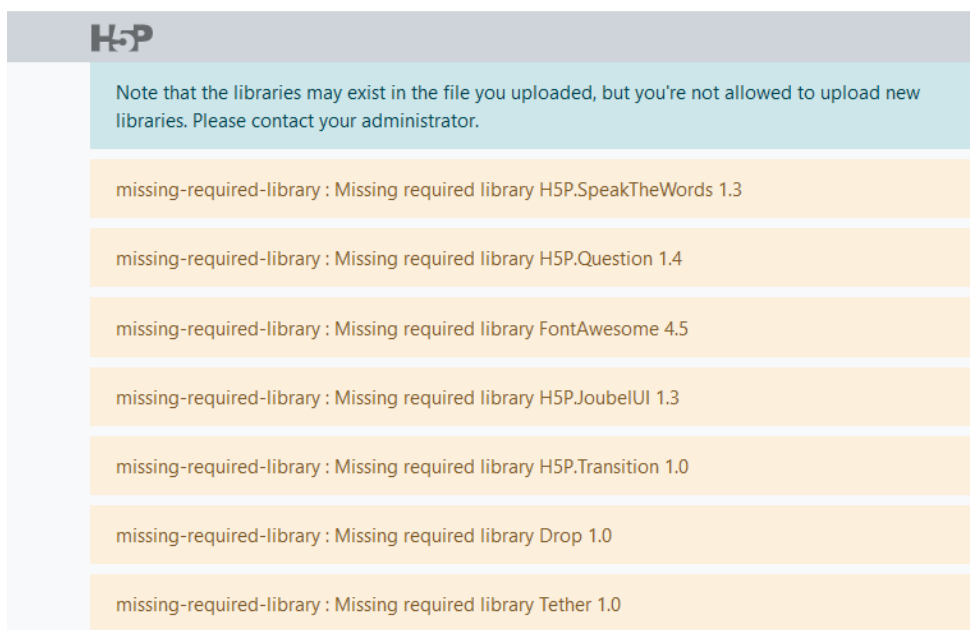 H5P
Note that the libraries may exist in the file you uploaded, but you're not allowed to upload new
libraries. Please contact your administrator.
missing-required-library : Missing required library H5P.SpeakTheWords 1.3
missing-required-library : Missing required library H5P.Question 1.4
missing-required-library : Missing required library FontAwesome 4.5
missing-required-library : Missing required library H5P.JoubelUI 1.3
missing-required-library : Missing required library H5P.Transition 1.0
missing-required-library : Missing required library Drop 1.0
missing-required-library : Missing required library Tether 1.0